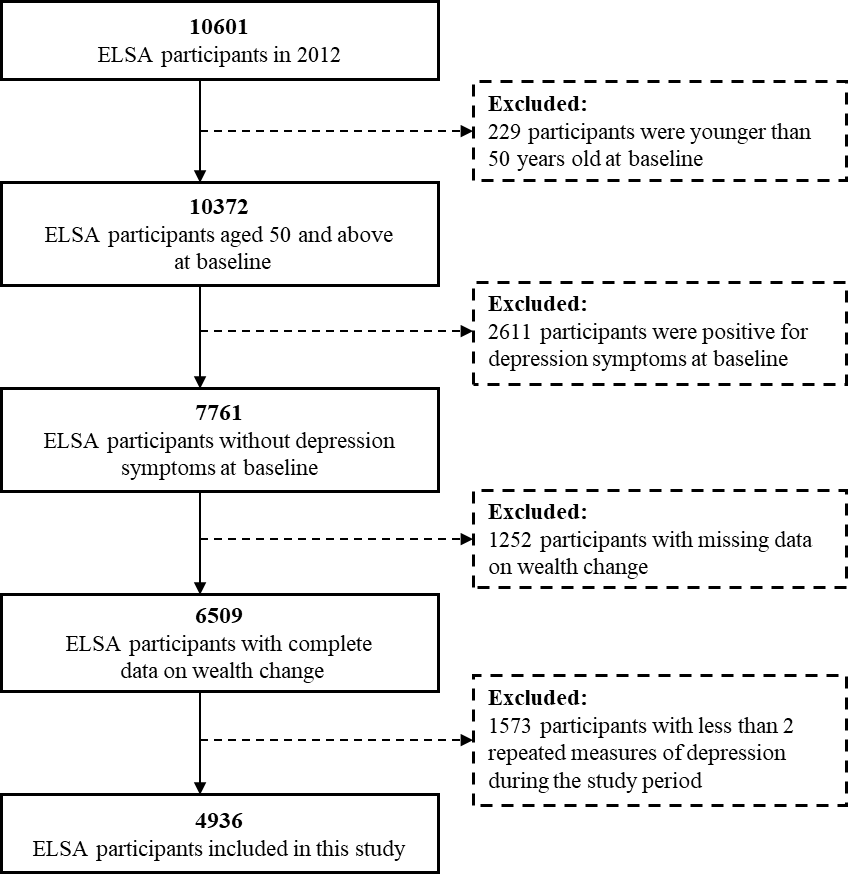 10601
ELSA participants in 2012
Excluded:
229 participants were younger than
50 years old at baseline
10372
ELSA participants aged 50 and above
at baseline
Excluded:
2611 participants were positive for
depression symptoms at baseline
7761
ELSA participants without depression
symptoms at baseline
Excluded:
1252 participants with missing data
on wealth change
6509
ELSA participants with complete
data on wealth change
Excluded:
1573 participants with less than 2
repeated measures of depression
during the study period
4936
ELSA participants included in this study